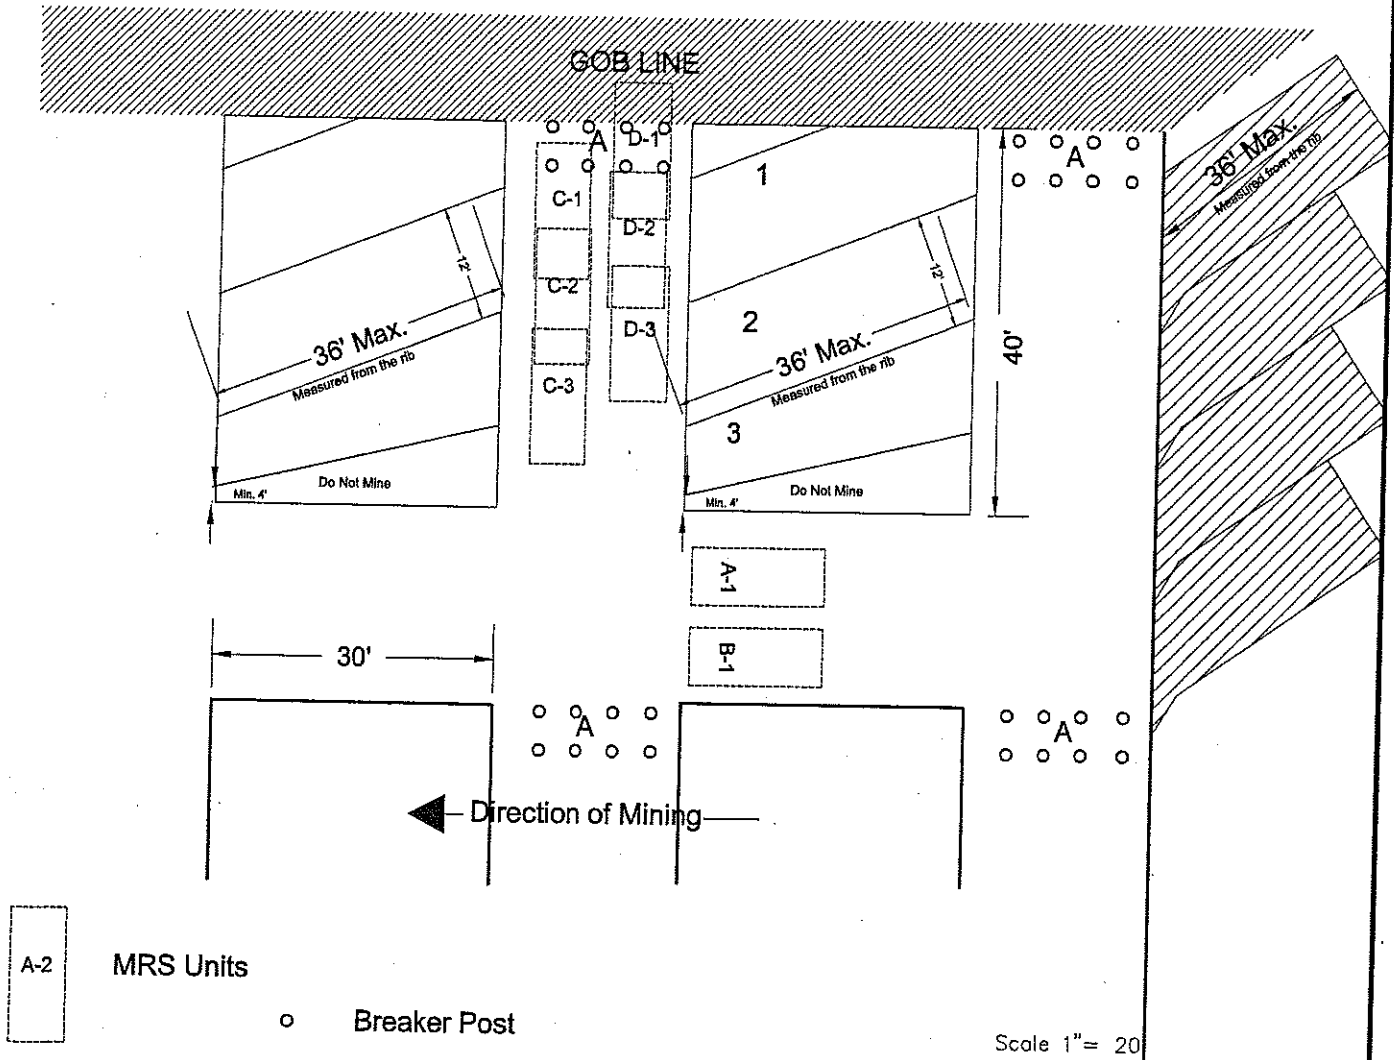 GOB LINE
A
D-1
1
A
36' Max.
Measured from the rib
C-1
D-2
12'
12'
C-2
2
D-3
36' Max.
Measured from the rib
36' Max.
Measured from the rib
40'
C-3
3
Do Not Mine
Min. 4'
Do Not Mine
Min. 4'
A-1
B-1
30'
A
A
Direction of Mining
A-2
MRS Units
Breaker Post
Scale 1"= 20